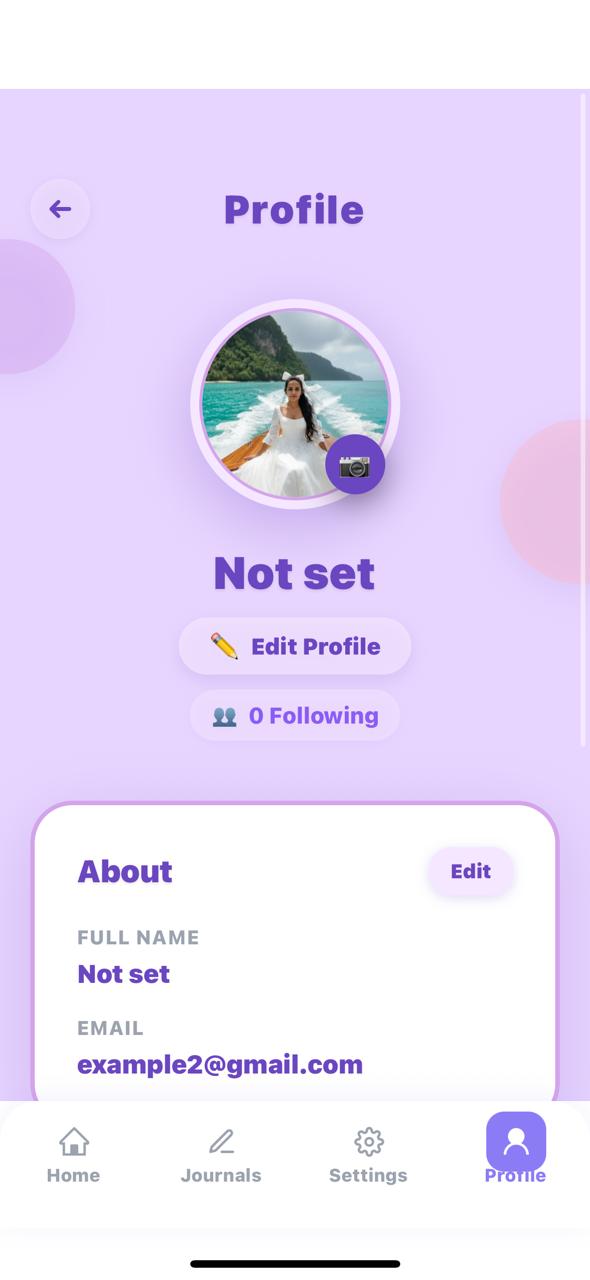 Profile
Not set
Edit Profile
0 Following
About
Edit
FULL NAME
Not set
EMAIL
example2@gmail.com
Home
Journals
Settings
Profile